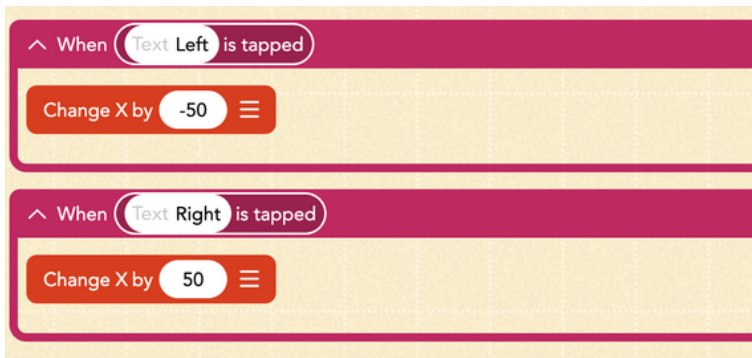 When Text Left is tapped
Change X by -50
When Text Right is tapped
Change X by 50